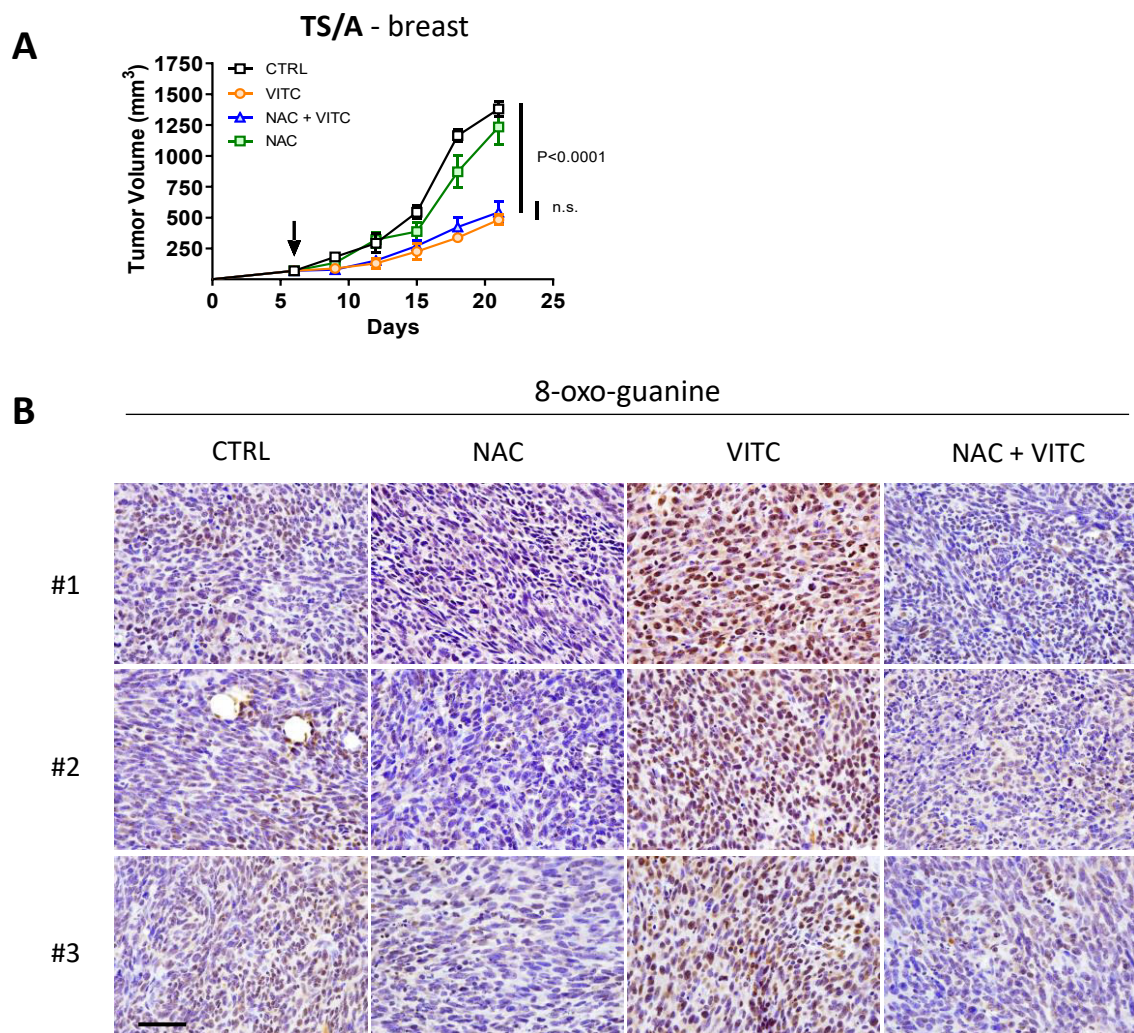 A
TS/A - breast
Tumor Volume (mm³)
1750
1500
1250
1000
750
500
250
CTRL
VITC
NAC + VITC
NAC
P<0.0001
n.s.
0 5 10 15 20 25
Days
B
8-oxo-guanine
CTRL NAC VITC NAC + VITC
#1
#2
#3